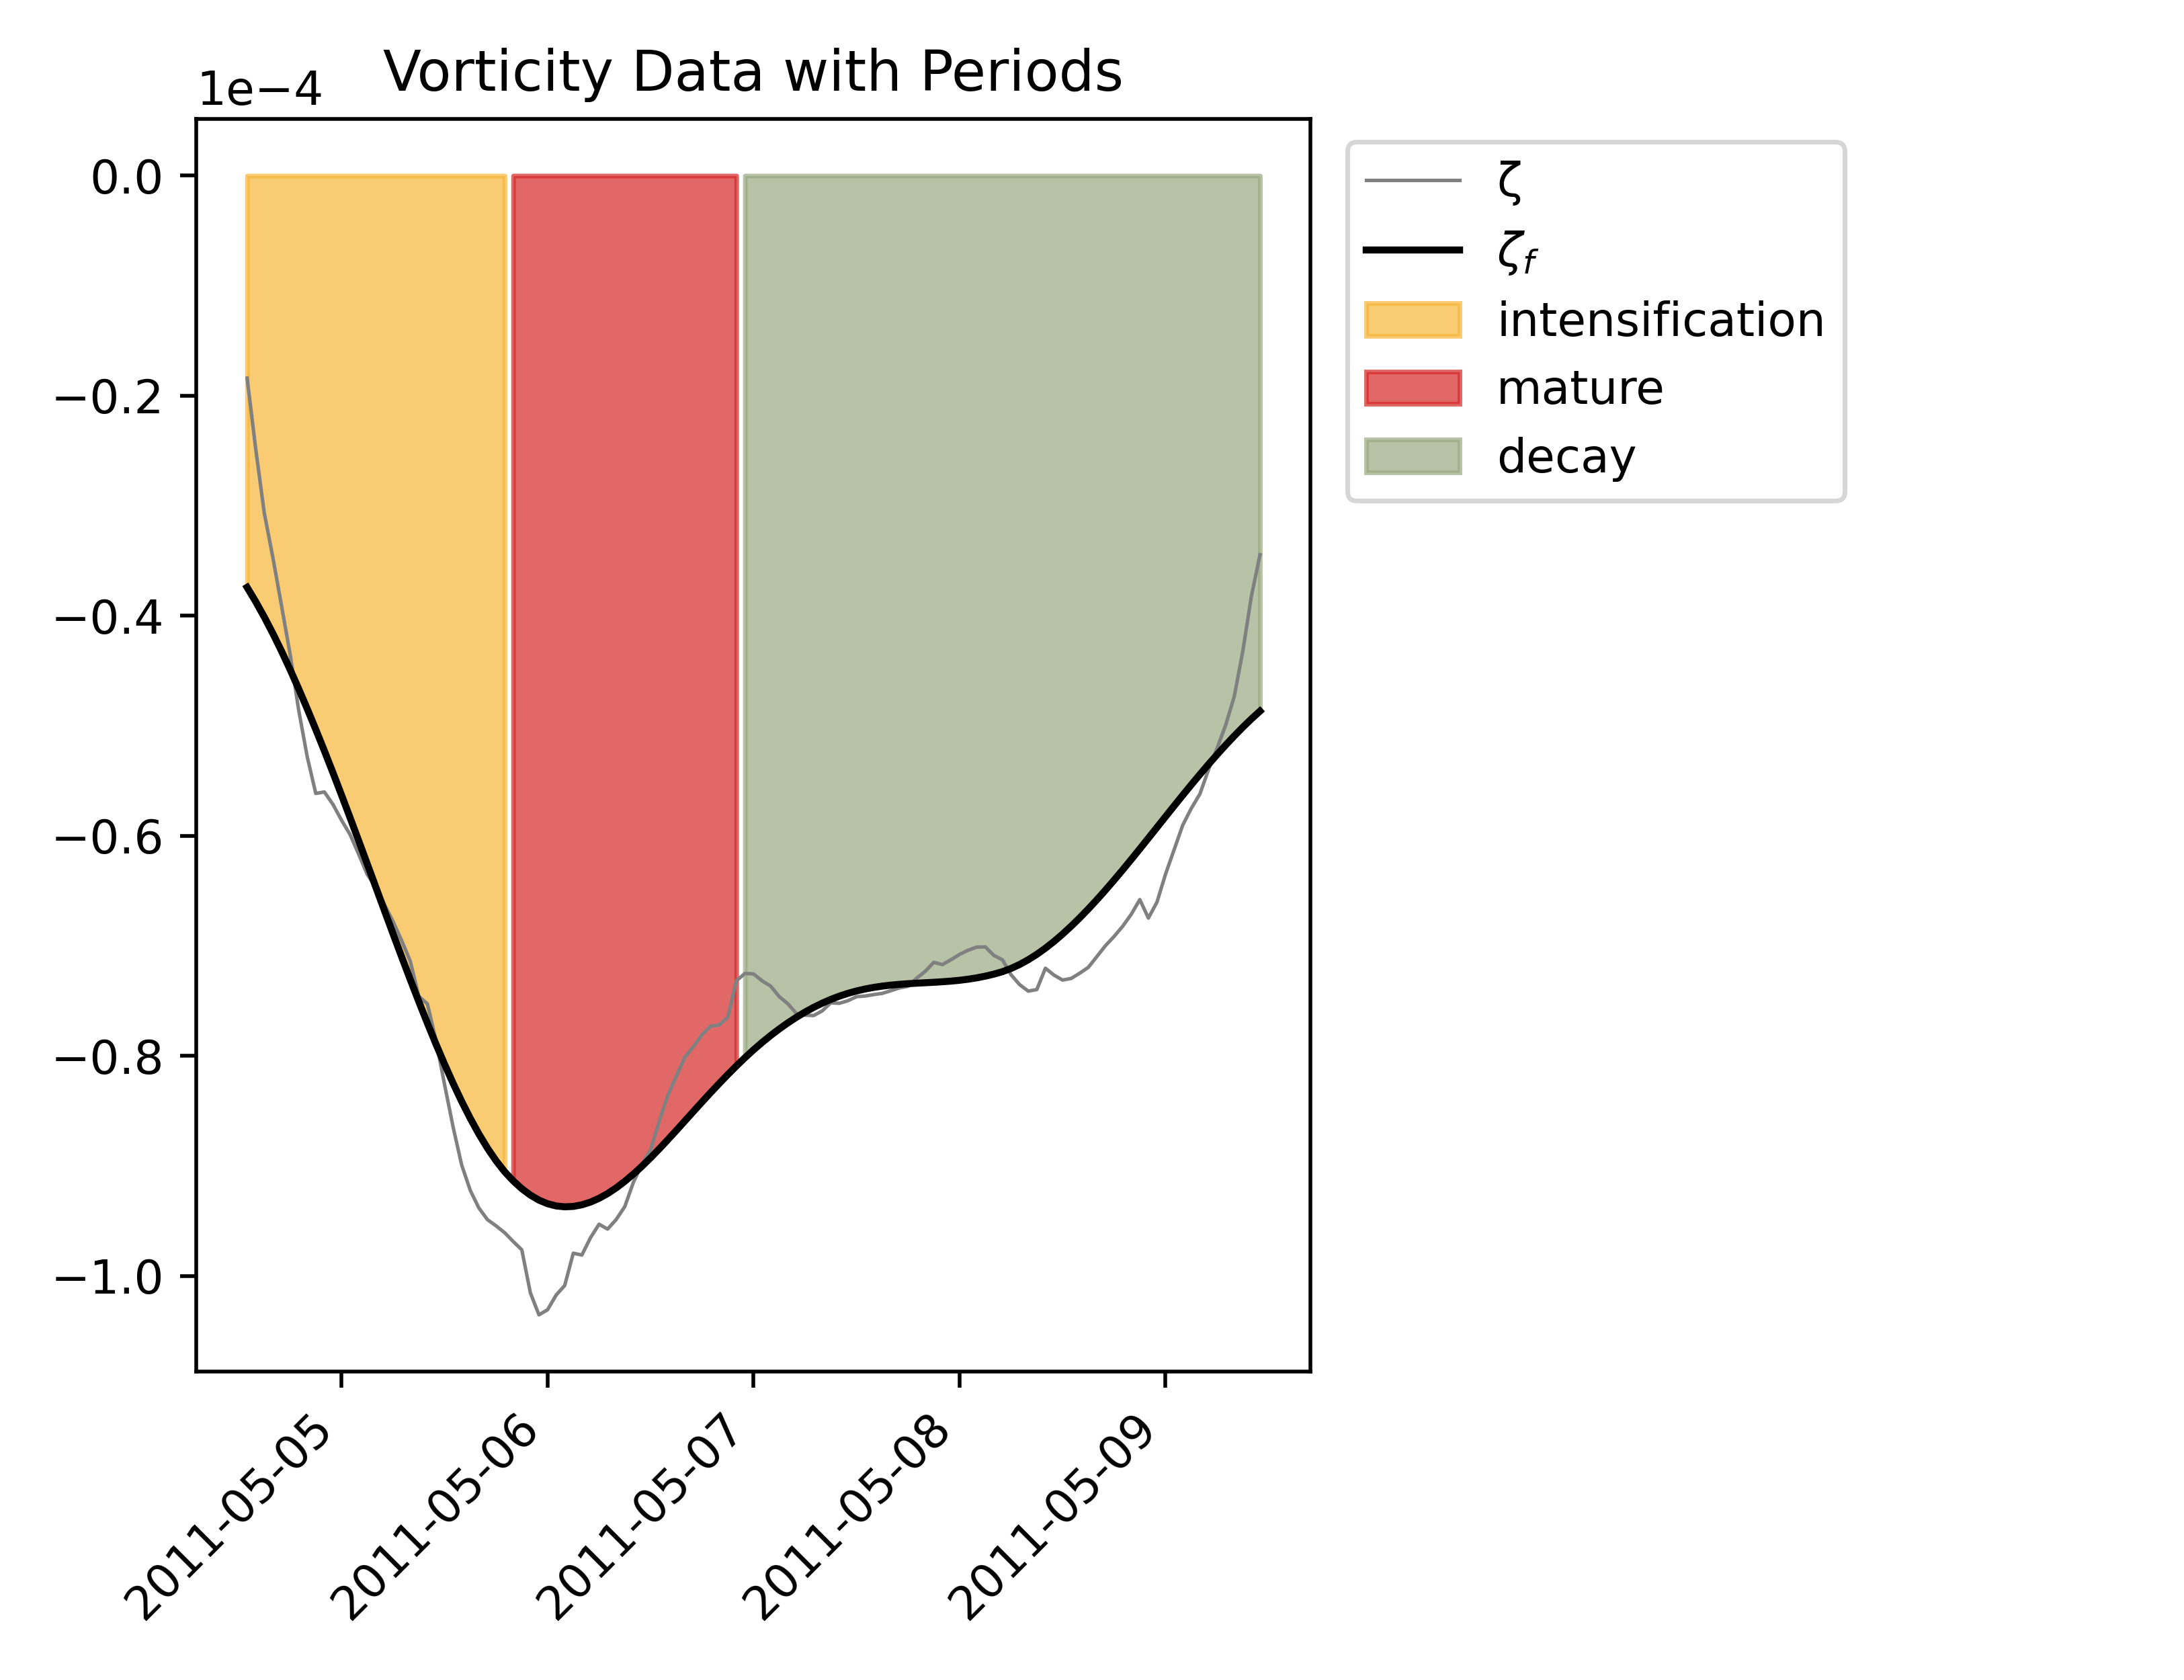 Vorticity Data with Periods
1e−4
0.0
−0.2
−0.4
−0.6
−0.8
−1.0
2011-05-05
2011-05-06
2011-05-07
2011-05-08
2011-05-09
ζ
ζf
intensification
mature
decay